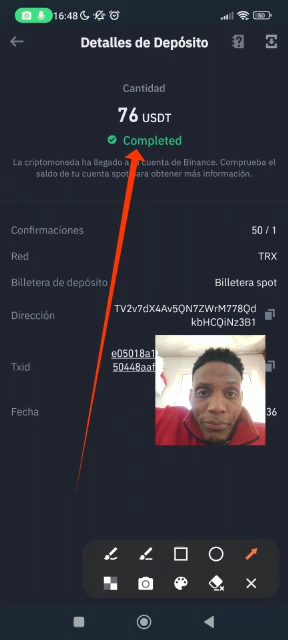 16:48
Detalles de Depósito
Cantidad
76 USDT
Completed
La criptomoneda ha llegado a tu cuenta de Binance. Comprueba el
saldo de tu cuenta spot para obtener más información.
Confirmaciones 50 / 1
Red TRX
Billetera de depósito Billetera spot
Dirección TV2v7dX4Av5QN7ZWrM778Qd
kbHCQiNz3B1
Txid e05018a1
50448aaf
Fecha 36